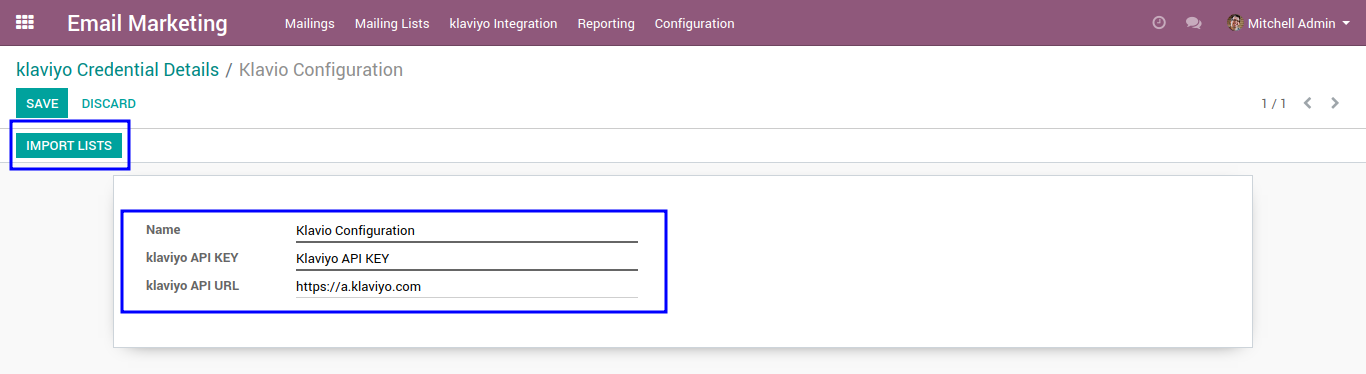 Email Marketing Mailings Mailing Lists klaviyo Integration Reporting Configuration Mitchell Admin
klaviyo Credential Details / Klavio Configuration
SAVE DISCARD 1 / 1
IMPORT LISTS
Name Klavio Configuration
klaviyo API KEY Klaviyo API KEY
klaviyo API URL https://a.klaviyo.com